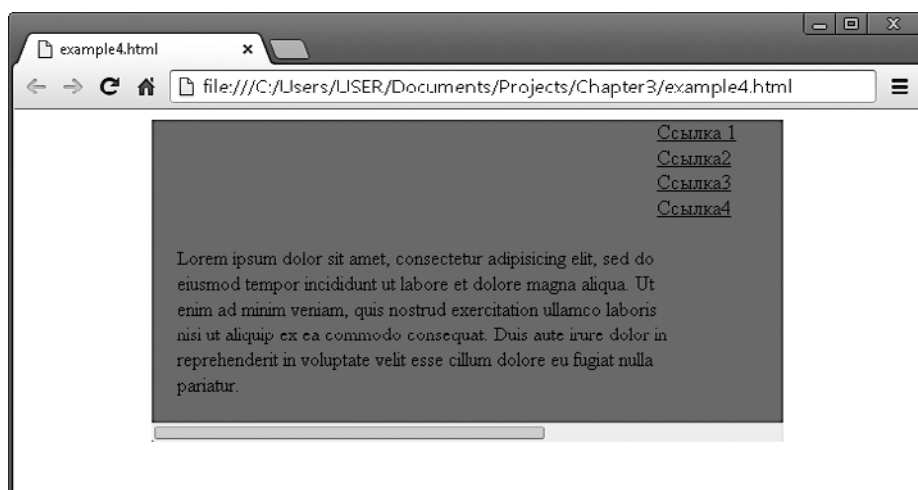 example4.html
file:///C:/Users/USER/Documents/Projects/Chapter3/example4.html
Ссылка 1
Ссылка2
Ссылка3
Ссылка4
Lorem ipsum dolor sit amet, consectetur adipisicing elit, sed do
eiusmod tempor incididunt ut labore et dolore magna aliqua. Ut
enim ad minim veniam, quis nostrud exercitation ullamco laboris
nisi ut aliquip ex ea commodo consequat. Duis aute irure dolor in
reprehenderit in voluptate velit esse cillum dolore eu fugiat nulla
pariatur.